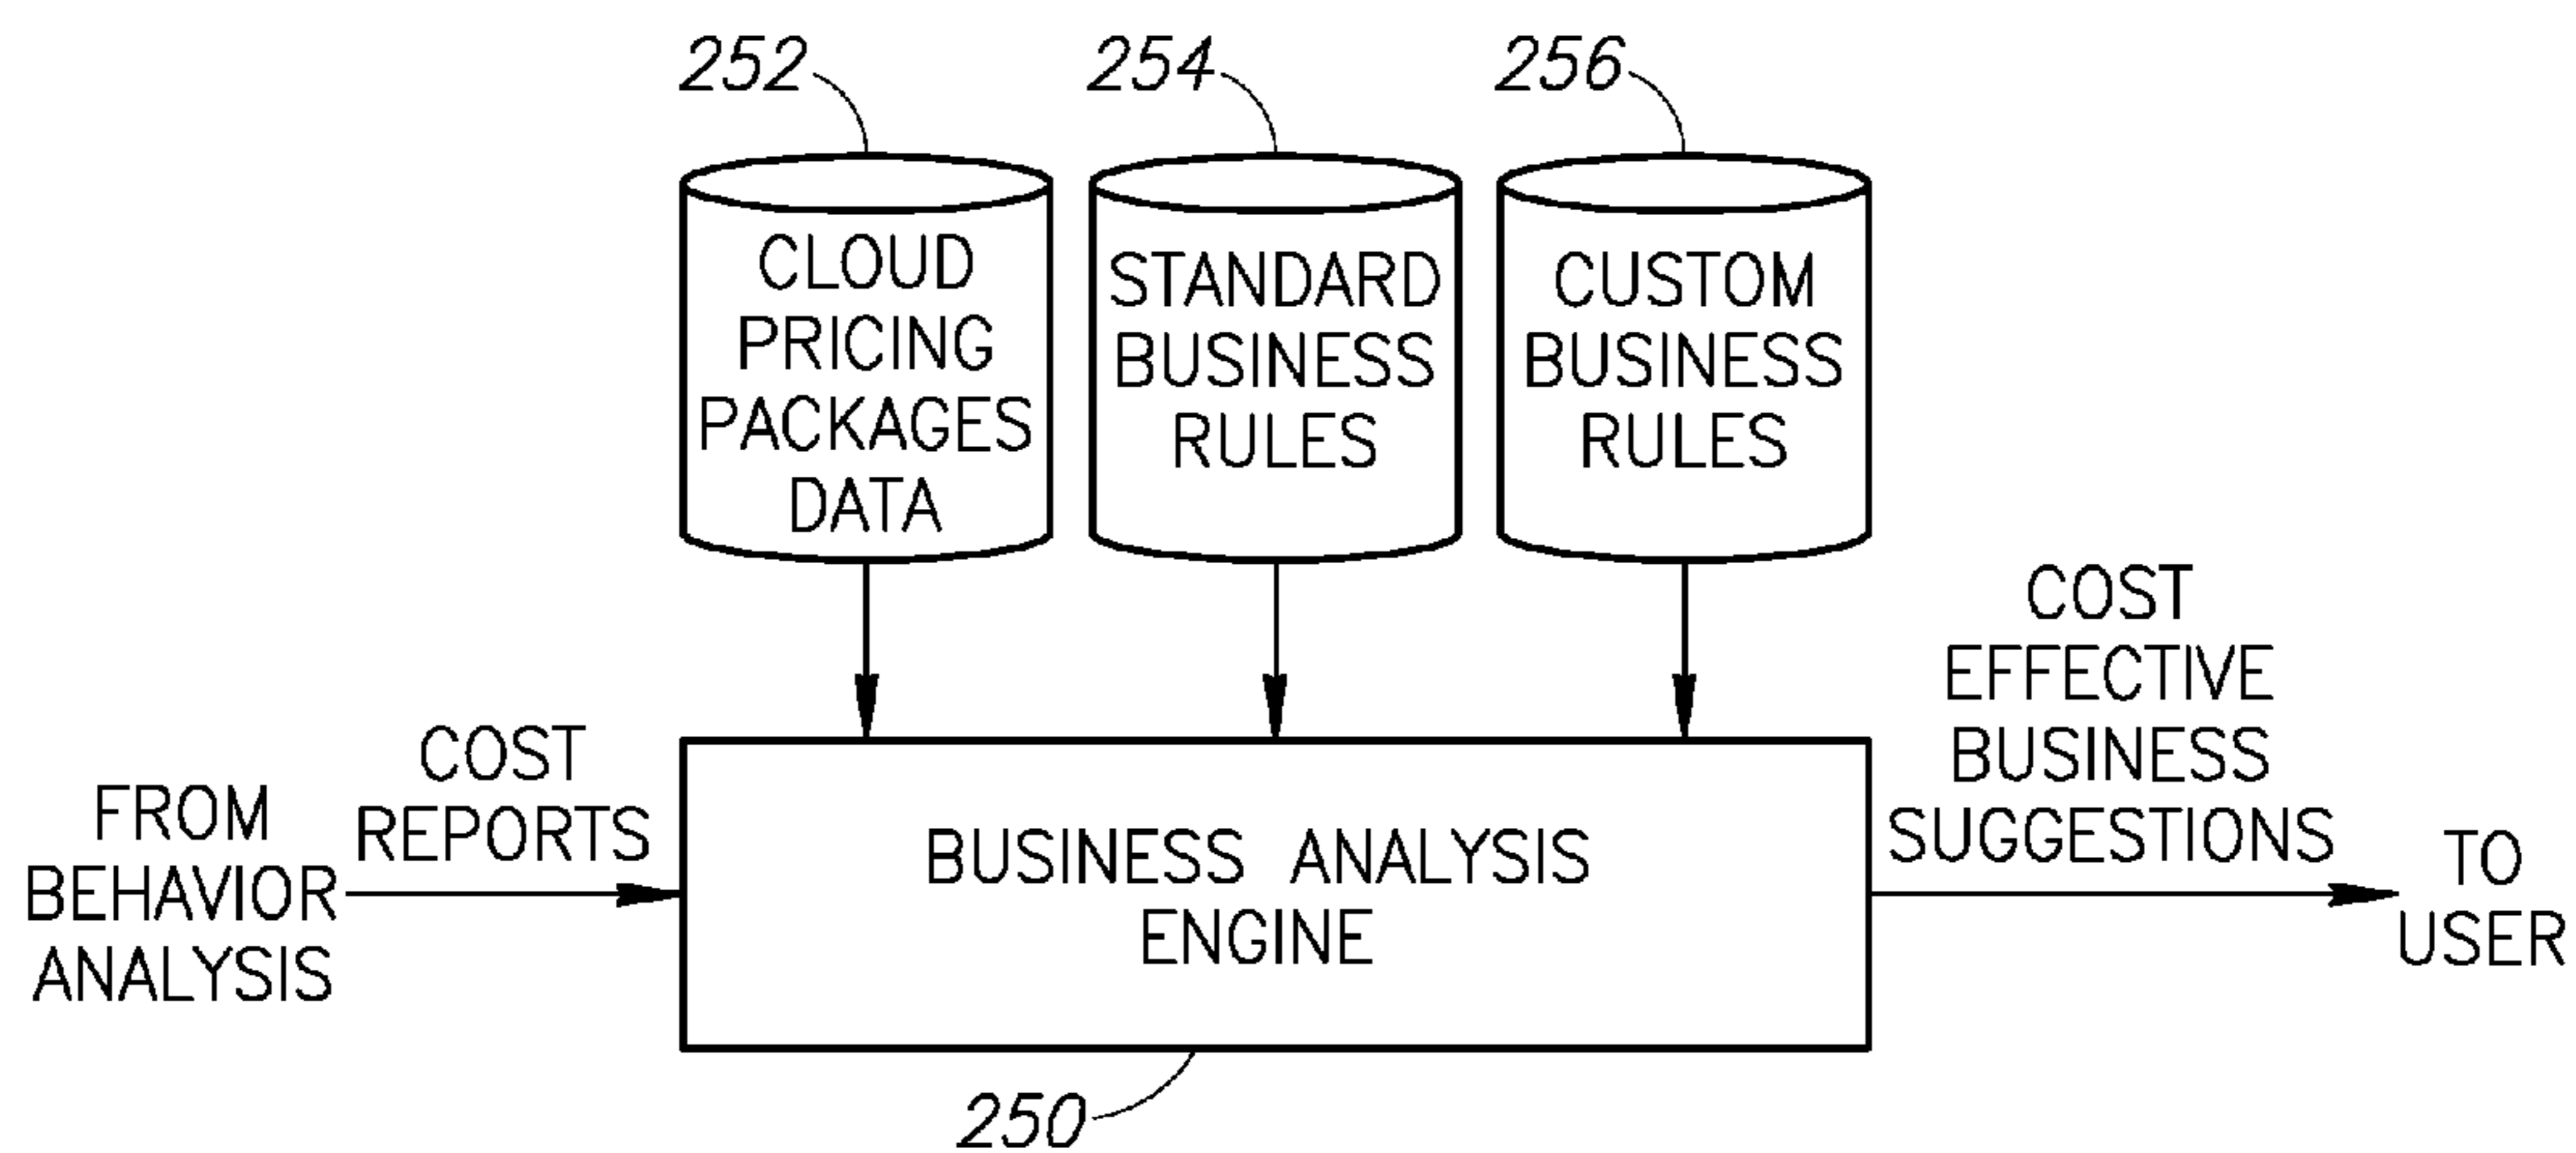 252
254
256
CLOUD
PRICING
PACKAGES
DATA
STANDARD
BUSINESS
RULES
CUSTOM
BUSINESS
RULES
FROM
BEHAVIOR
ANALYSIS
COST
REPORTS
BUSINESS ANALYSIS
ENGINE
COST
EFFECTIVE
BUSINESS
SUGGESTIONS
TO
USER
250